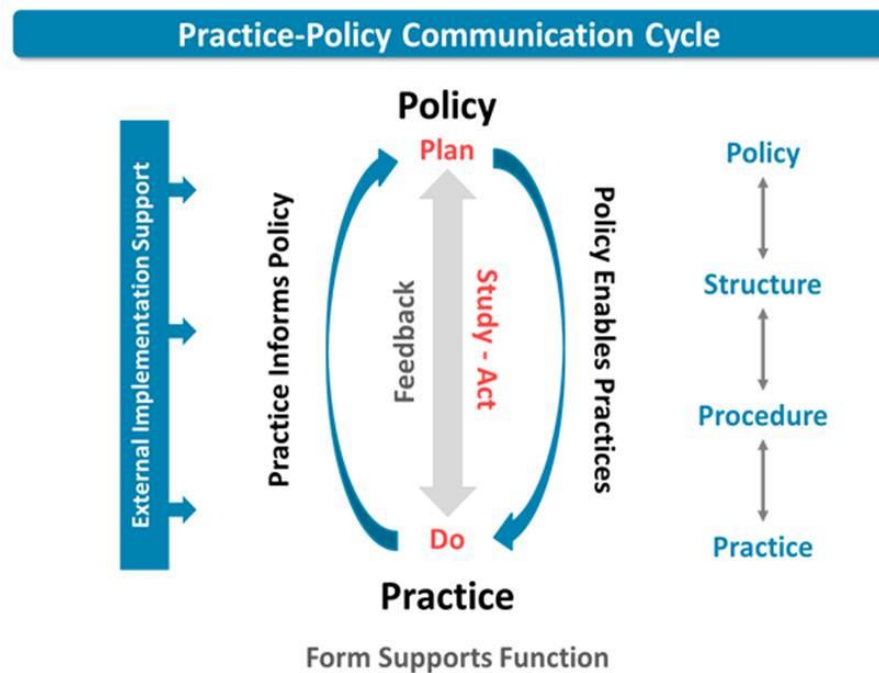 Practice-Policy Communication Cycle
External Implementation Support
Practice Informs Policy
Policy
Plan
Feedback
Study - Act
Do
Practice
Policy Enables Practices
Policy
Structure
Procedure
Practice
Form Supports Function